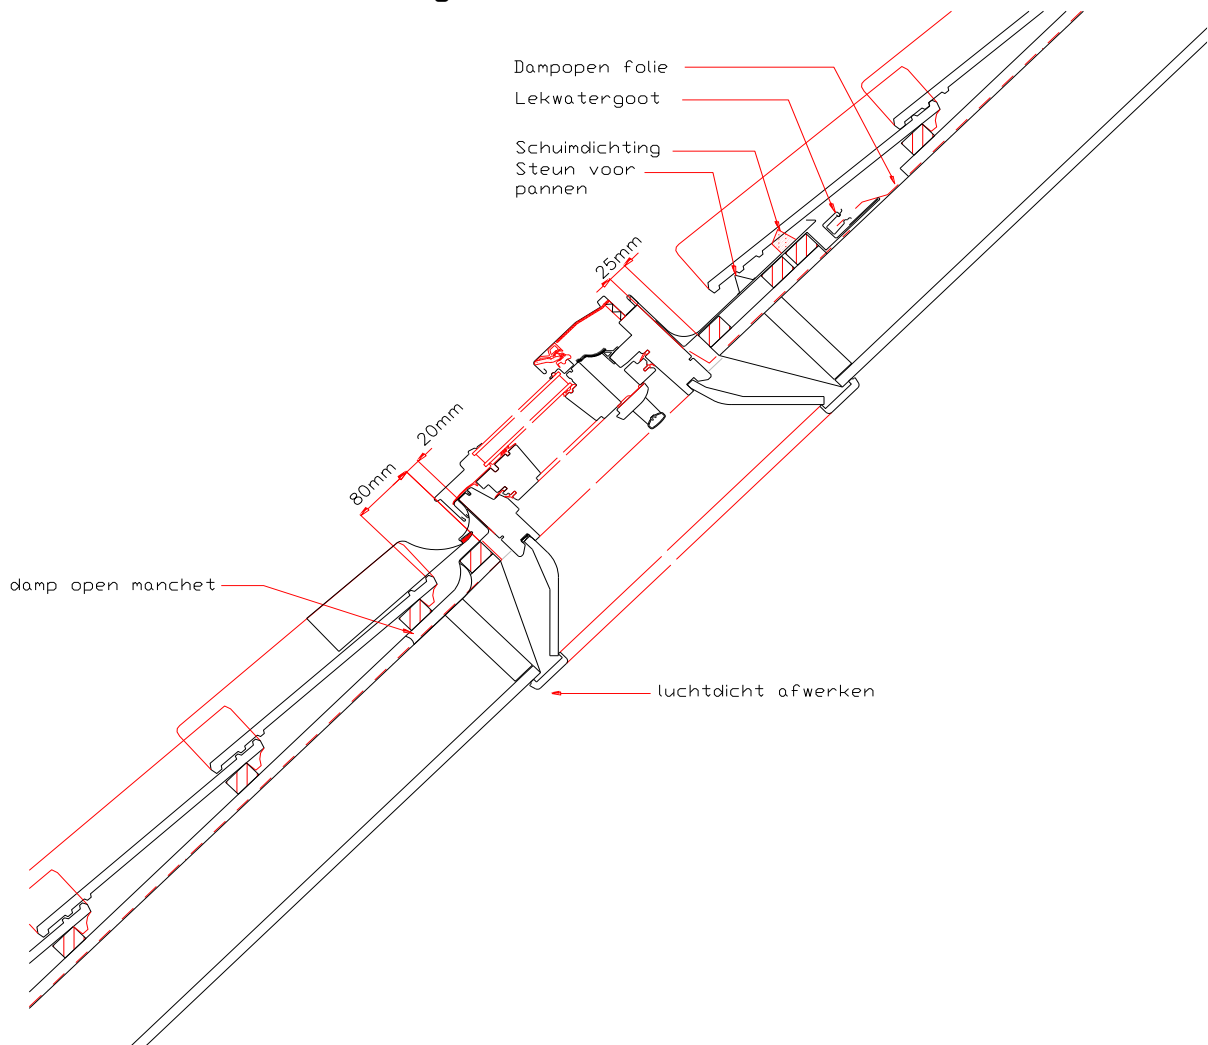 Dampopen folie
Lekwatergoot
Schuimdichting
Steun voor
pannen
25mm
20mm
80mm
damp open manchet
luchtdicht afwerken